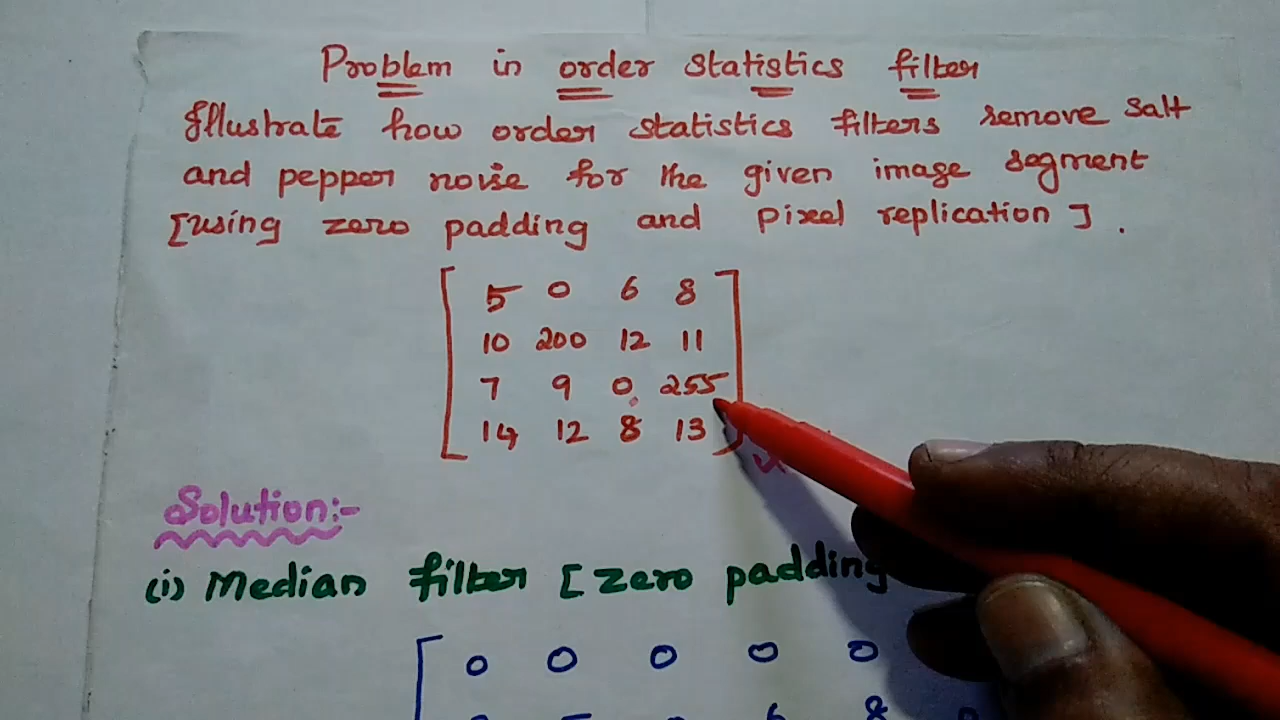 Problem in order statistics filter
Illustrate how order statistics filters remove salt
and pepper noise for the given image segment
[using zero padding and pixel replication].
5 0 6 8
10 200 12 11
7 9 0 255
14 12 8 13
Solution:-
(i) Median filter [zero padding
0 0 0 0 0
6 8